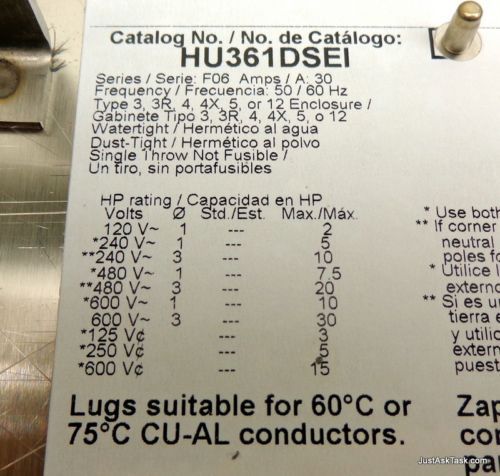 Catalog No. / No. de Catálogo:
HU361DSEI
Series / Serie: F06 Amps / A: 30
Frequency / Frecuencia: 50 / 60 Hz
Type 3, 3R, 4, 4X, 5, or 12 Enclosure /
Gabinete Tipo 3, 3R, 4, 4X, 5, o 12
Watertight / Hermético al agua
Dust-Tight / Hermético al polvo
Single Throw Not Fusible /
Un tiro, sin portafusibles
HP rating / Capacidad en HP
Volts Ø Std./Est. Max./Máx.
120 V~ 1 --- 2
*240 V~ 1 --- 5
**240 V~ 3 --- 10
*480 V~ 1 --- 7,5
**480 V~ 3 --- 20
*600 V~ 1 --- 10
600 V~ 3 --- 30
*125 V¢ --- 3
*250 V¢ --- 5
*600 V¢ --- 15
* Use both
** If corner
neutral
poles fo
* Utilice l
externo
** Si es un
tierra e
y utilic
extern
puest
Lugs suitable for 60°C or
75°C CU-AL conductors.
Zap
co
pa
JustAskTask.com